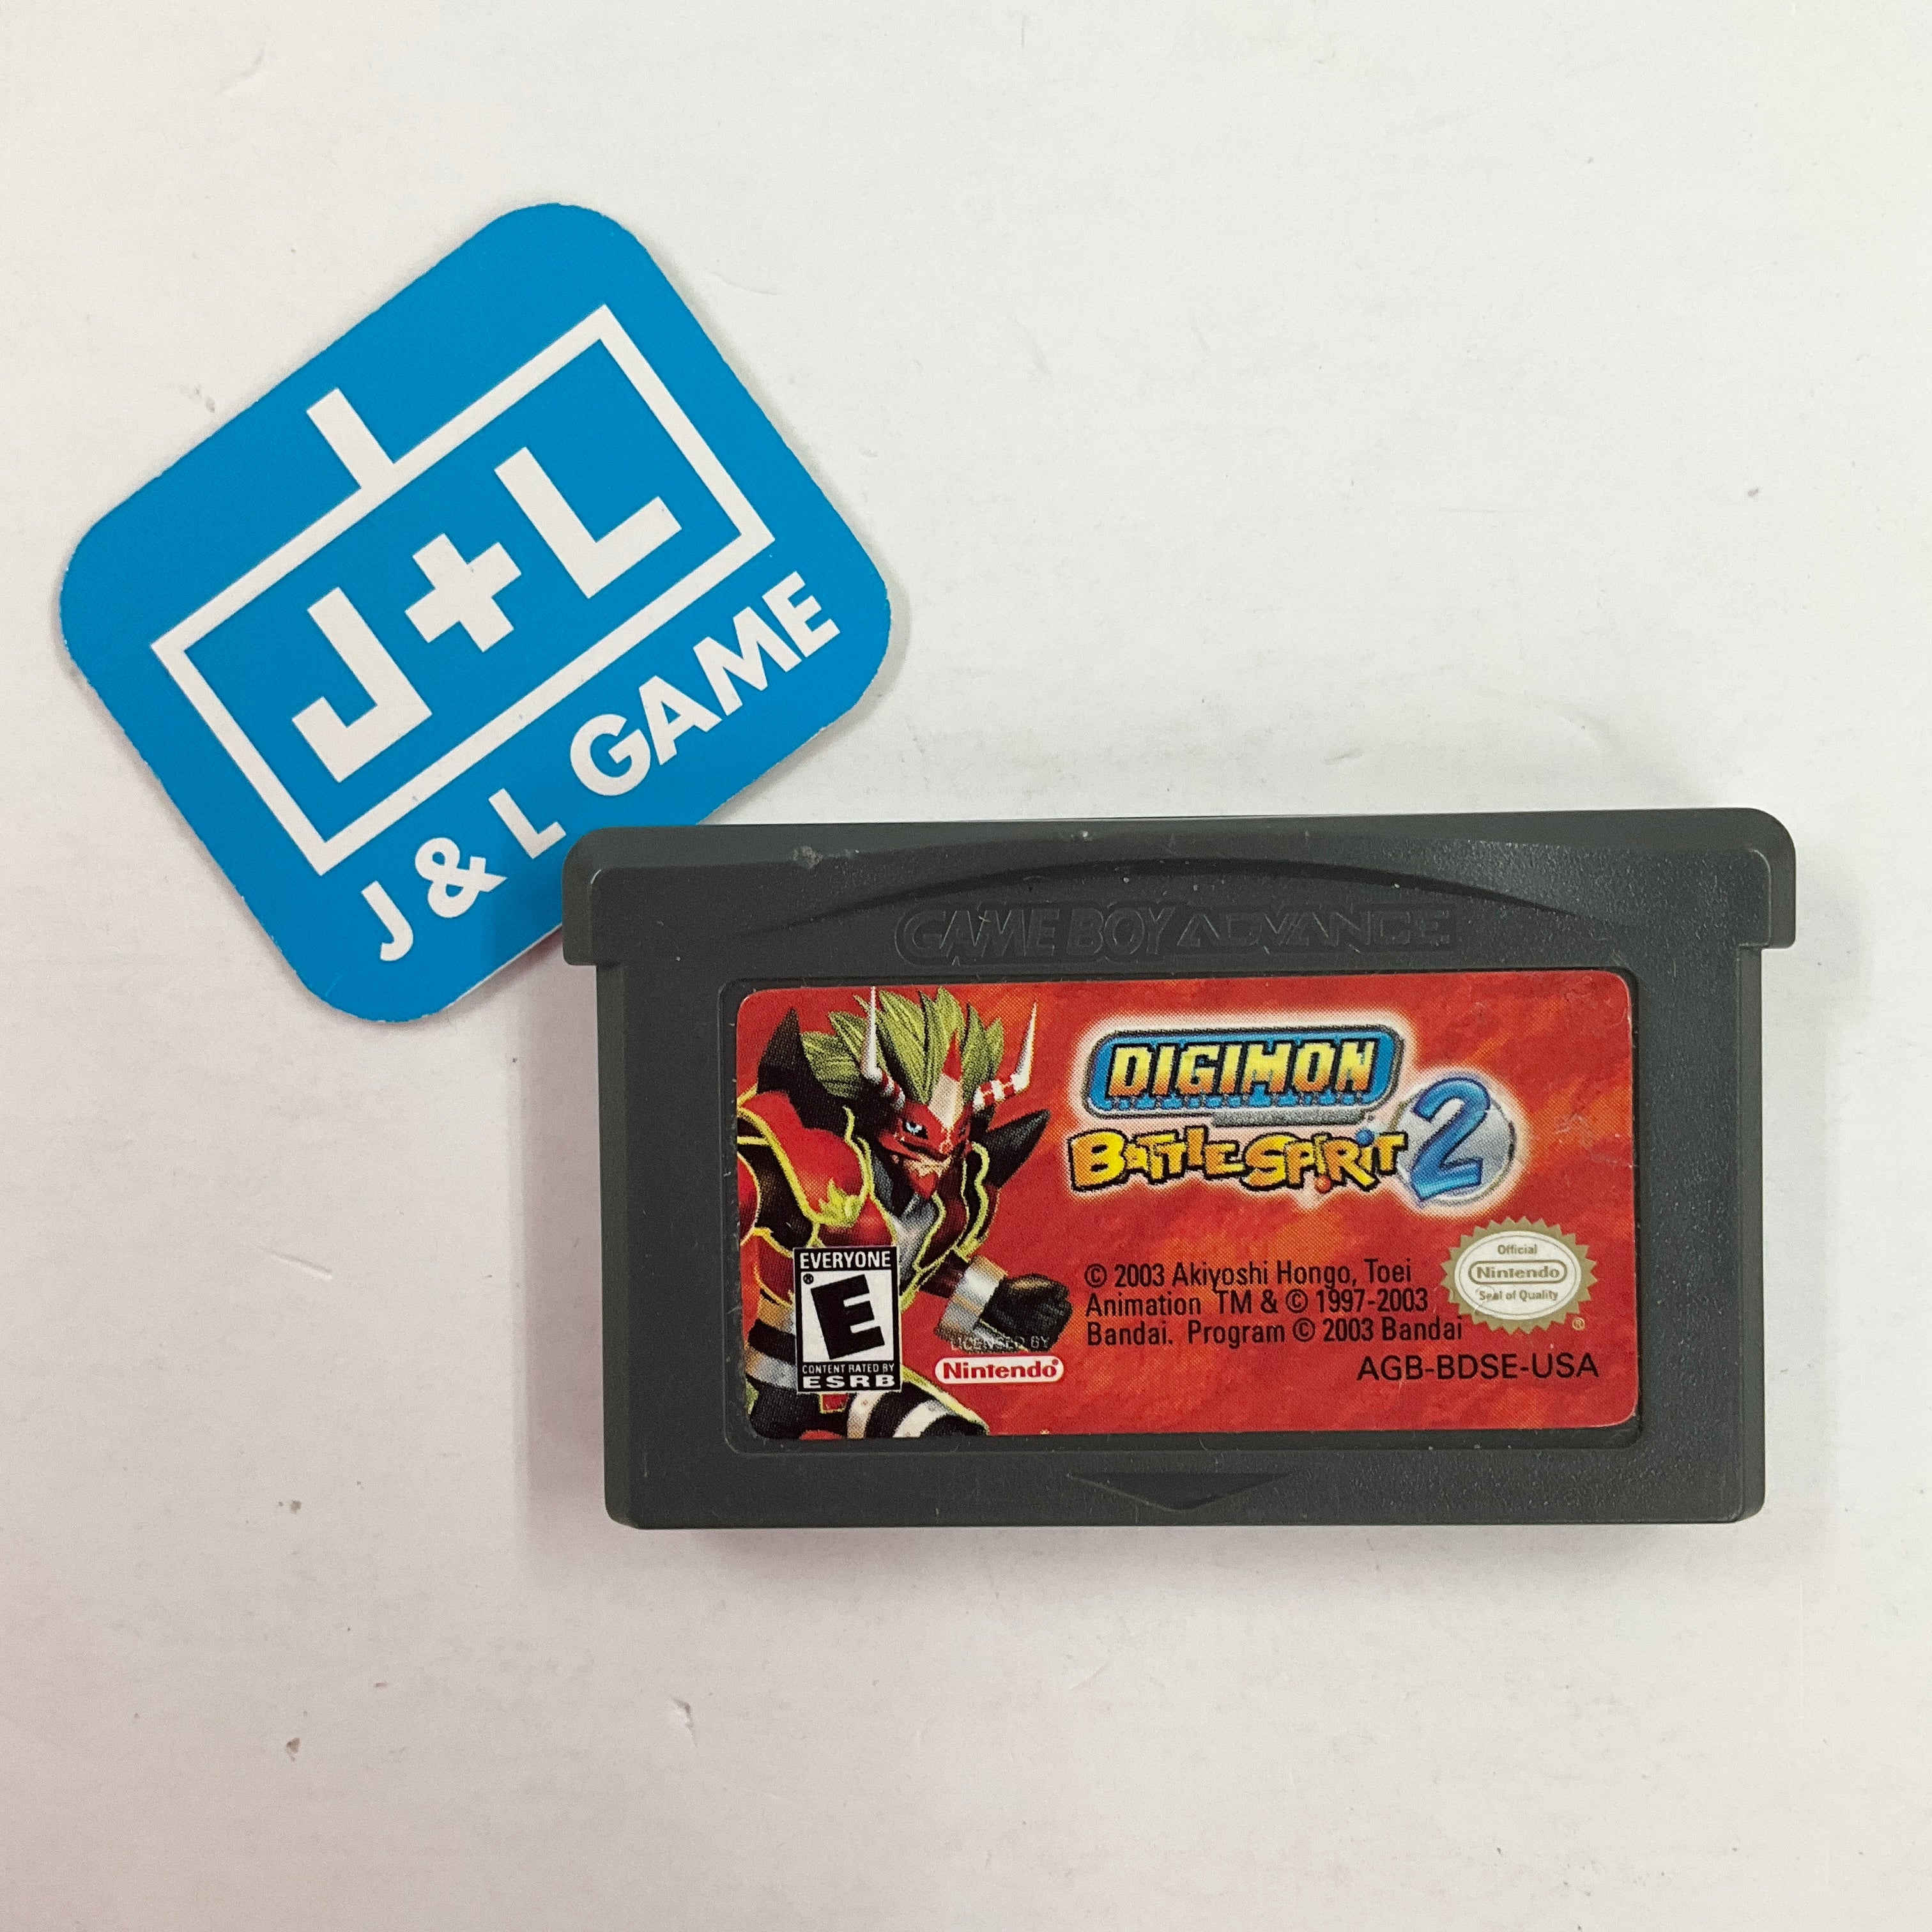 J+L
J & L GAME
GAME BOY ADVANCE
DIGIMON
BATTLE SPIRIT 2
EVERYONE
E ®
CONTENT RATED BY
ESRB
LICENSED BY
Nintendo®
© 2003 Akiyoshi Hongo, Toei
Animation TM & © 1997-2003
Bandai. Program © 2003 Bandai
AGB-BDSE-USA
Official
Nintendo
Seal of Quality
®